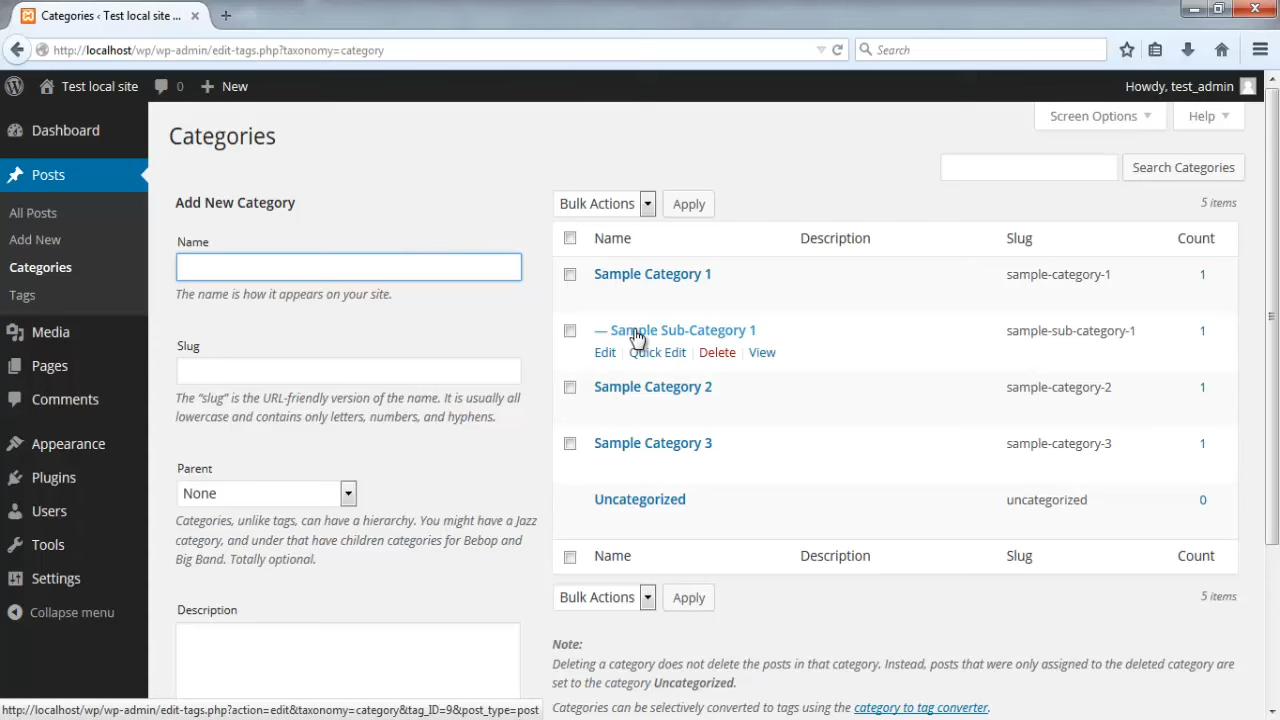 Categories ‹ Test local site ...
http://localhost/wp/wp-admin/edit-tags.php?taxonomy=category
Search
Test local site
0
New
Howdy, test_admin
Dashboard
Posts
All Posts
Add New
Categories
Tags
Media
Pages
Comments
Appearance
Plugins
Users
Tools
Settings
Collapse menu
Categories
Screen Options
Help
Search Categories
Add New Category
Name
The name is how it appears on your site.
Slug
The “slug” is the URL-friendly version of the name. It is usually all
lowercase and contains only letters, numbers, and hyphens.
Parent
None
Categories, unlike tags, can have a hierarchy. You might have a Jazz
category, and under that have children categories for Bebop and
Big Band. Totally optional.
Description
Bulk Actions Apply 5 items
Name Description Slug Count
Sample Category 1 sample-category-1 1
— Sample Sub-Category 1 sample-sub-category-1 1
Edit | Quick Edit | Delete | View
Sample Category 2 sample-category-2 1
Sample Category 3 sample-category-3 1
Uncategorized uncategorized 0
Name Description Slug Count
Bulk Actions Apply 5 items
Note:
Deleting a category does not delete the posts in that category. Instead, posts that were only assigned to the deleted category are
set to the category Uncategorized.
Categories can be selectively converted to tags using the category to tag converter.
http://localhost/wp/wp-admin/edit-tags.php?action=edit&taxonomy=category&tag_ID=9&post_type=post